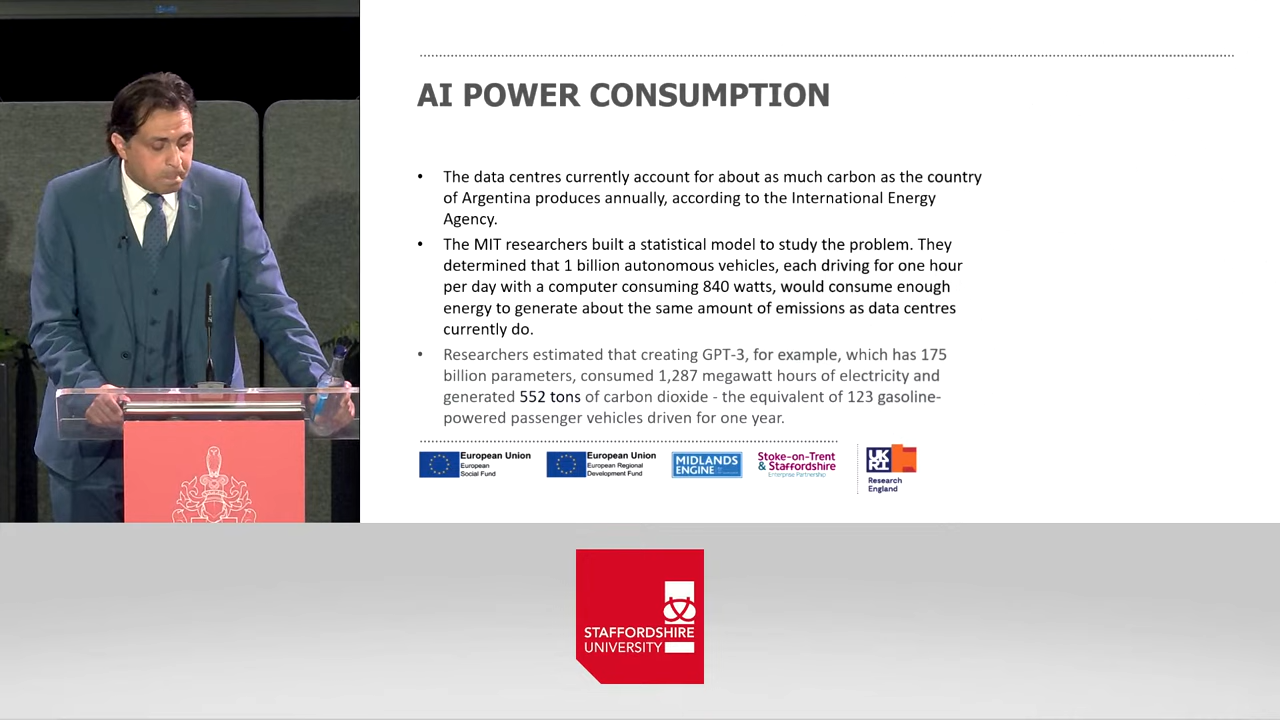 AI POWER CONSUMPTION
• The data centres currently account for about as much carbon as the country
of Argentina produces annually, according to the International Energy
Agency.
• The MIT researchers built a statistical model to study the problem. They
determined that 1 billion autonomous vehicles, each driving for one hour
per day with a computer consuming 840 watts, would consume enough
energy to generate about the same amount of emissions as data centres
currently do.
• Researchers estimated that creating GPT-3, for example, which has 175
billion parameters, consumed 1,287 megawatt hours of electricity and
generated 552 tons of carbon dioxide - the equivalent of 123 gasoline-
powered passenger vehicles driven for one year.
European Union
European
Social Fund
European Union
European Regional
Development Fund
MIDLANDS
ENGINE
Stoke-on-Trent
& Staffordshire
Enterprise Partnership
UK
RI
Research
England
STAFFORDSHIRE
UNIVERSITY